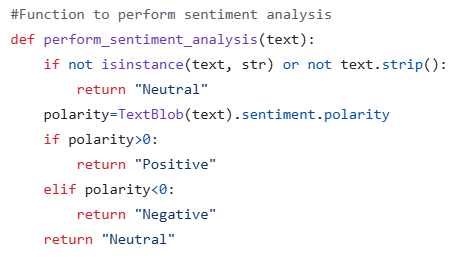 #Function to perform sentiment analysis
def perform_sentiment_analysis(text):
    if not isinstance(text, str) or not text.strip():
        return "Neutral"
    polarity=TextBlob(text).sentiment.polarity
    if polarity>0:
        return "Positive"
    elif polarity<0:
        return "Negative"
    return "Neutral"